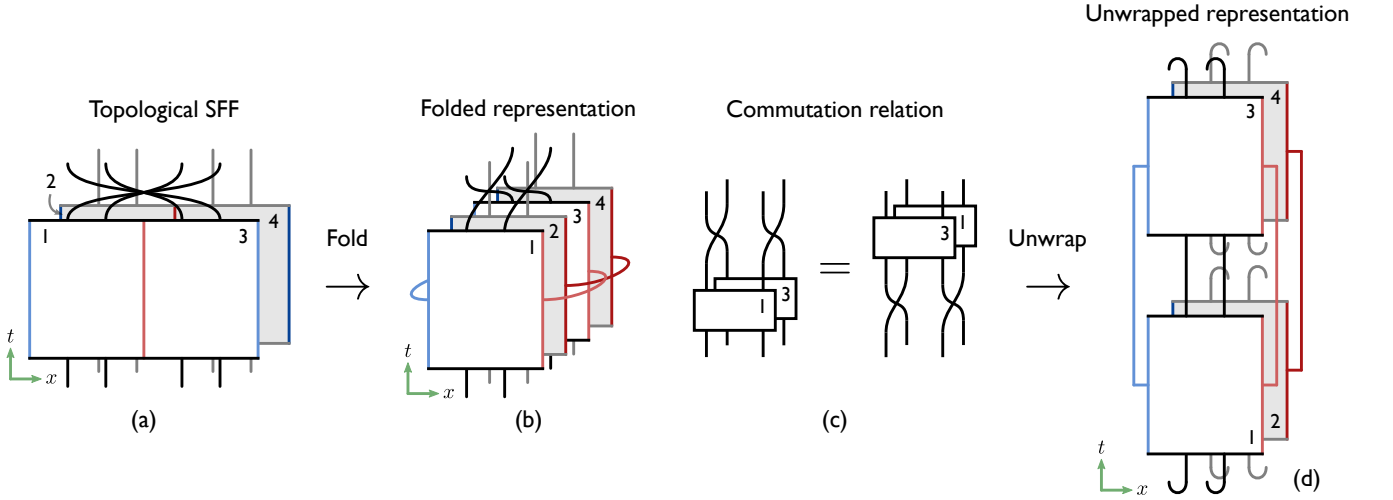 Unwrapped representation
Topological SFF
Folded representation
Commutation relation
2
1
3
4
t
x
(a)
Fold
→
1
2
3
4
t
x
(b)
1
3
=
3
1
(c)
Unwrap
→
3
4
1
2
t
x
(d)